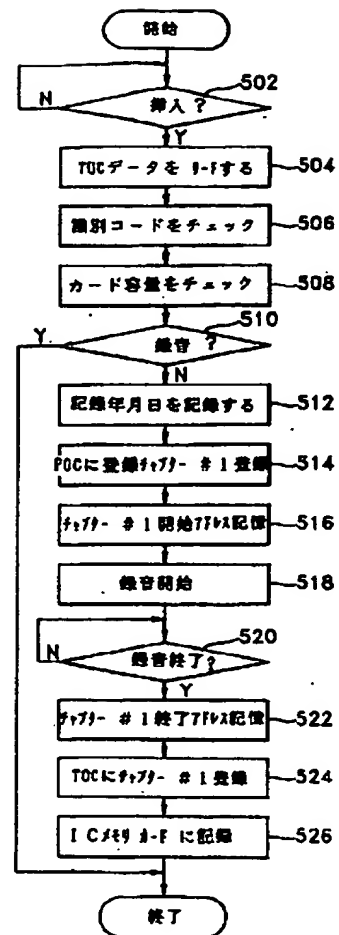 開始
502
挿入?
N
Y
TOCデータを リードする
504
識別コードをチェック
506
カード容量をチェック
508
510
Y
録音 ?
N
記録年月日を記録する
512
POCに登録チャプター #1登録
514
チャプター #1開始アドレス記憶
516
録音開始
518
520
N
録音終了?
Y
チャプター #1終了アドレス記憶
522
TOCにチャプター #1登録
524
ICメモリカード に記録
526
終了